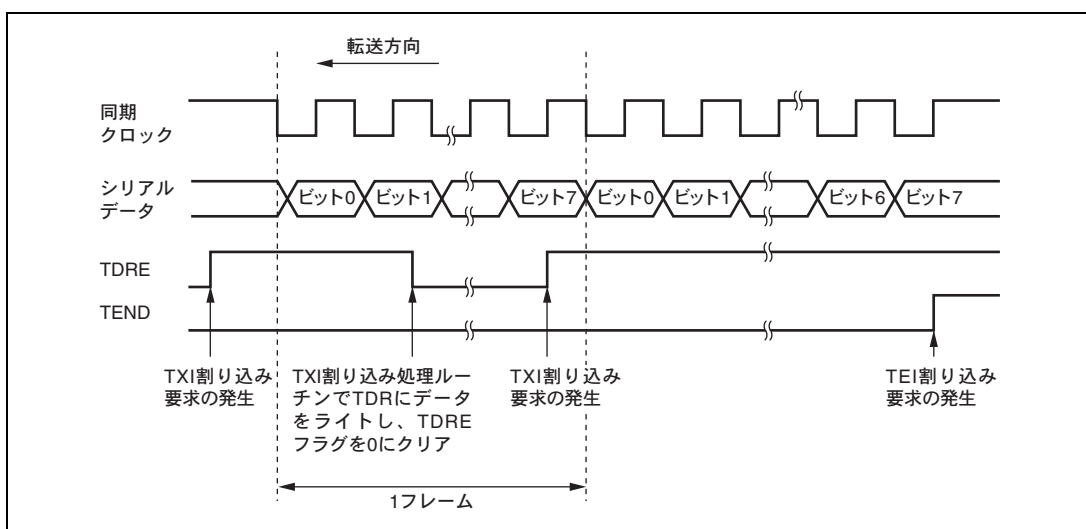 転送方向
同期
クロック
シリアル
データ
ビット0
ビット1
ビット7
ビット0
ビット1
ビット6
ビット7
TDRE
TEND
TXI割り込み
要求の発生
TXI割り込み処理ルー
チンでTDRにデータ
をライトし、TDRE
フラグを0にクリア
TXI割り込み
要求の発生
TEI割り込み
要求の発生
1フレーム